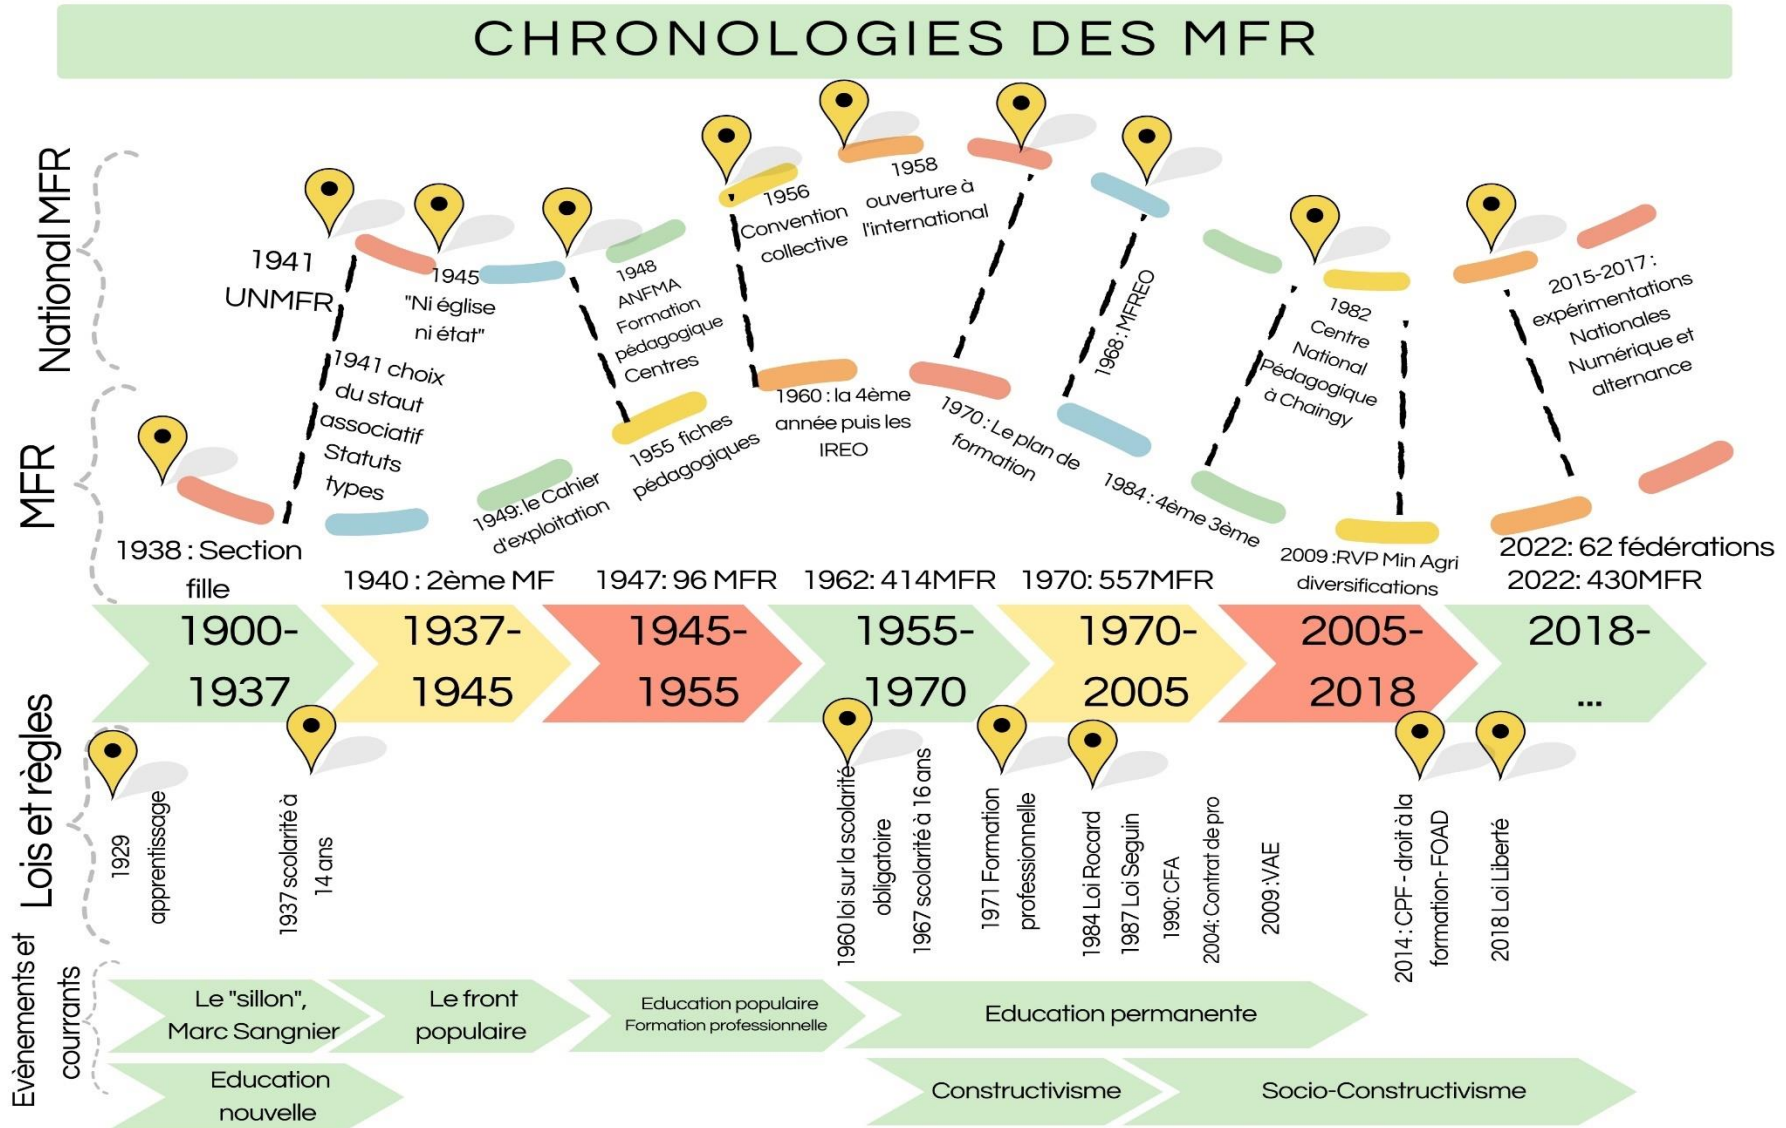 CHRONOLOGIES DES MFR
National MFR
1941
UNMFR
1945
"Ni église
ni état"
1948
ANFMA
Formation
pédagogique
Centres
1956
Convention
collective
1958
ouverture à
l'international
1968 : MFREO
1982
Centre
National
Pédagogique
à Chaingy
2015-2017 :
expérimentations
Nationales
Numérique et
alternance
MFR
1938 : Section
fille
1941 choix
du staut
associatif
Statuts
types
1940 : 2ème MF
1949: le Cahier
d'exploitation
1955 fiches
pédagogiques
1947: 96 MFR
1960 : la 4ème
année puis les
IREO
1962: 414MFR
1970 : Le plan de
formation
1970: 557MFR
1984 : 4ème 3ème
2009 :RVP Min Agri
diversifications
2022: 62 fédérations
2022: 430MFR
1900-
1937
1937-
1945
1945-
1955
1955-
1970
1970-
2005
2005-
2018
2018-
...
Lois et règles
1929
apprentissage
1937 scolarité à
14 ans
1960 loi sur la scolarité
obligatoire
1967 scolarité à 16 ans
1971 Formation
professionnelle
1984 Loi Rocard
1987 Loi Seguin
1990: CFA
2004: Contrat de pro
2009 :VAE
2014 : CPF - droit à la
formation- FOAD
2018 Loi Liberté
Evènements et
courrants
Le "sillon",
Marc Sangnier
Le front
populaire
Education populaire
Formation professionnelle
Education permanente
Education
nouvelle
Constructivisme
Socio-Constructivisme